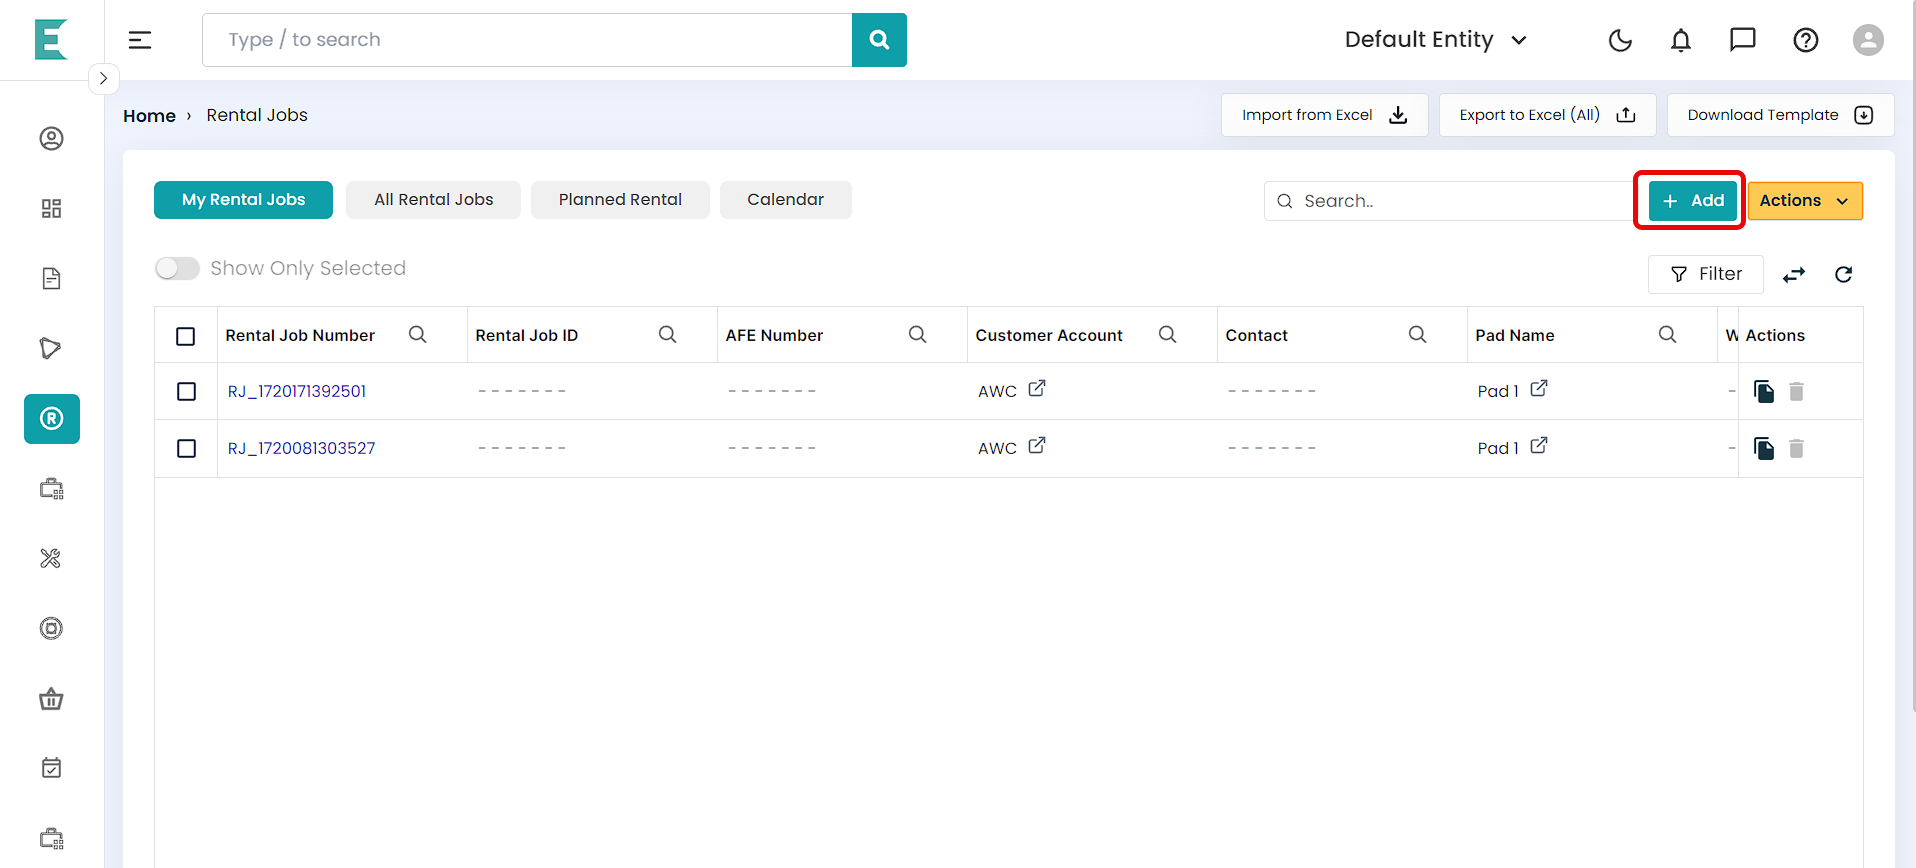 E
Type / to search
Default Entity
Home › Rental Jobs
Import from Excel
Export to Excel (All)
Download Template
My Rental Jobs
All Rental Jobs
Planned Rental
Calendar
Search..
+ Add
Actions
Show Only Selected
Filter
Rental Job Number
Rental Job ID
AFE Number
Customer Account
Contact
Pad Name
W
Actions
RJ_1720171392501
-------
-------
AWC
-------
Pad 1
-
RJ_1720081303527
-------
-------
AWC
-------
Pad 1
-
R